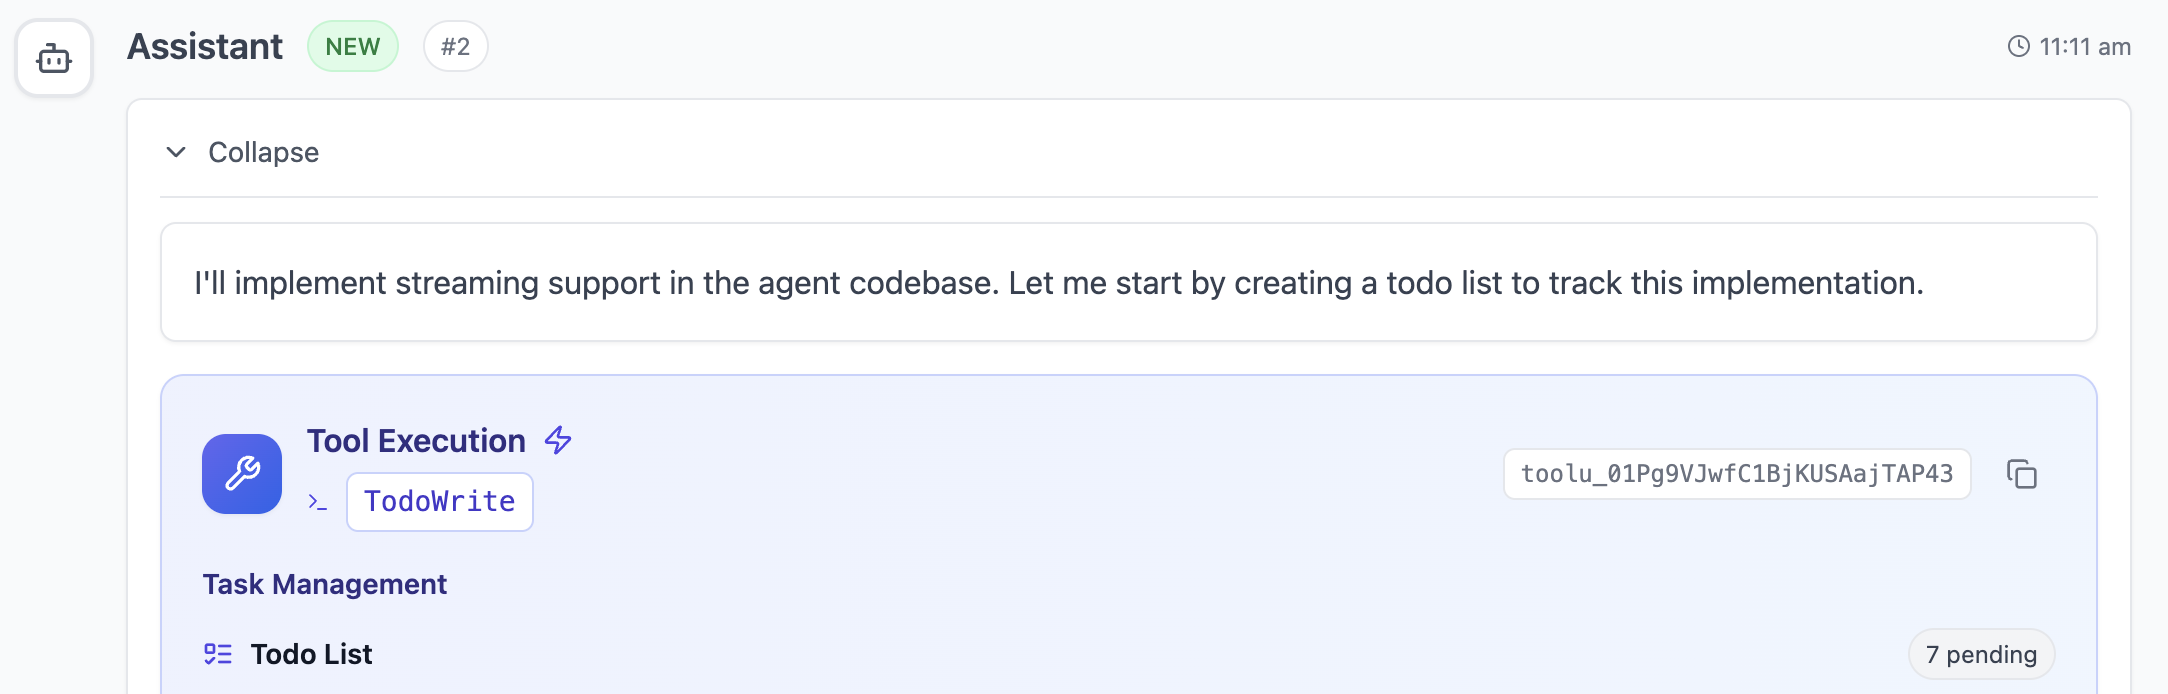 Assistant NEW #2 11:11 am
Collapse
I'll implement streaming support in the agent codebase. Let me start by creating a todo list to track this implementation.
Tool Execution
>_ TodoWrite
toolu_01Pg9VJwfC1BjKUSAajTAP43
Task Management
Todo List 7 pending